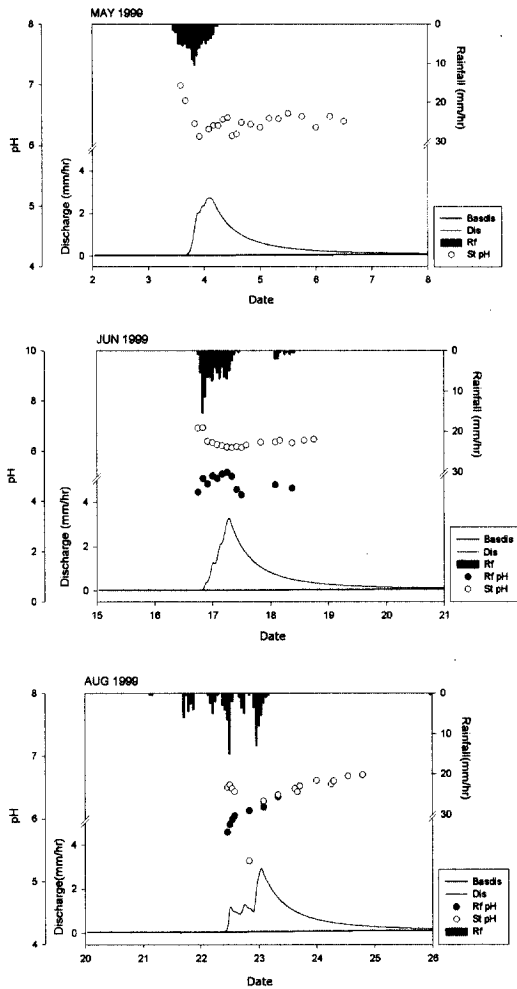 MAY 1999
8
7
6
5
4
pH
Discharge (mm/hr)
4
2
0
0
10
20
30
Rainfall (mm/hr)
2 3 4 5 6 7 8
Date
Basdis
Dis
Rf
St pH
JUN 1999
10
8
6
4
2
0
pH
Discharge (mm/hr)
4
2
0
0
10
20
30
Rainfall (mm/hr)
15 16 17 18 19 20 21
Date
Basdis
Dis
Rf
Rf pH
St pH
AUG 1999
8
7
6
5
4
pH
Discharge(mm/hr)
4
2
0
0
10
20
30
Rainfall(mm/hr)
20 21 22 23 24 25 26
Date
Basdis
Dis
Rf pH
St pH
Rf